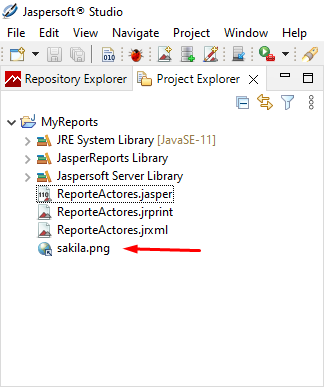 Jaspersoft® Studio
File Edit View Navigate Project Window
Repository Explorer Project Explorer
MyReports
JRE System Library [JavaSE-11]
JasperReports Library
Jaspersoft Server Library
ReporteActores.jasper
ReporteActores.jrprint
ReporteActores.jrxml
sakila.png